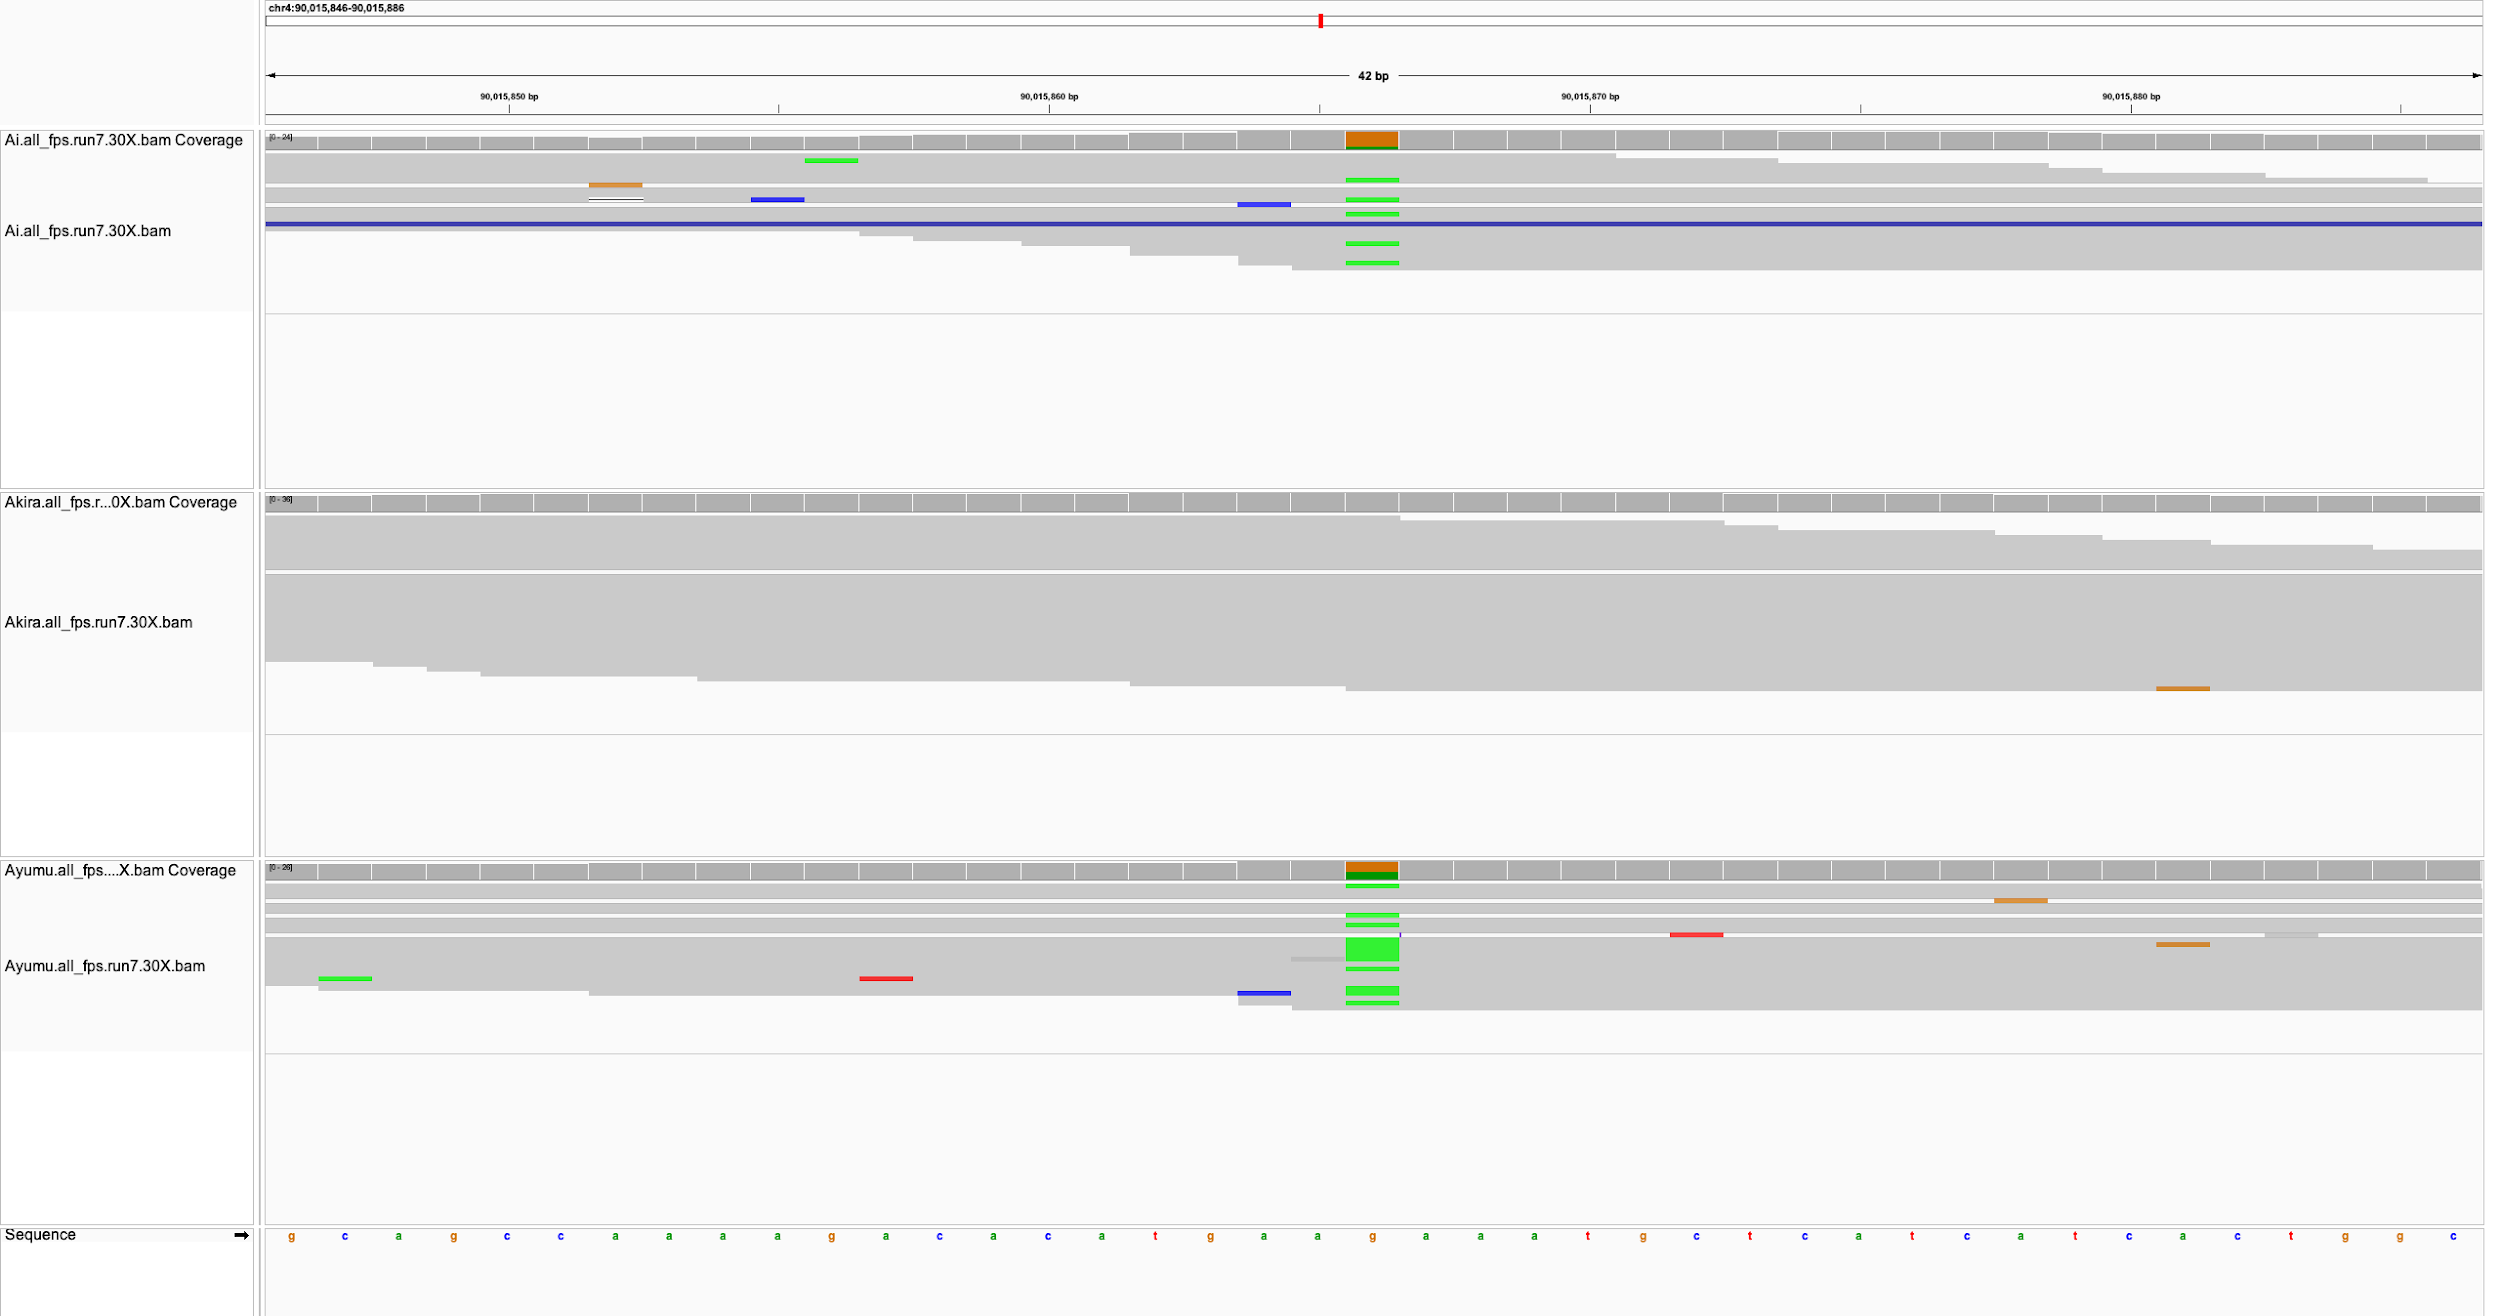 chr4:90,015,846-90,015,886
42 bp
90,015,850 bp 90,015,860 bp 90,015,870 bp 90,015,880 bp
Ai.all_fps.run7.30X.bam Coverage [0 - 24]
Ai.all_fps.run7.30X.bam
Akira.all_fps.r...0X.bam Coverage [0 - 36]
Akira.all_fps.run7.30X.bam
Ayumu.all_fps....X.bam Coverage [0 - 26]
Ayumu.all_fps.run7.30X.bam
Sequence g c a g c c a a a a g a c a c a t g a a g a a a t g c t c a t c a t c a c t g g c